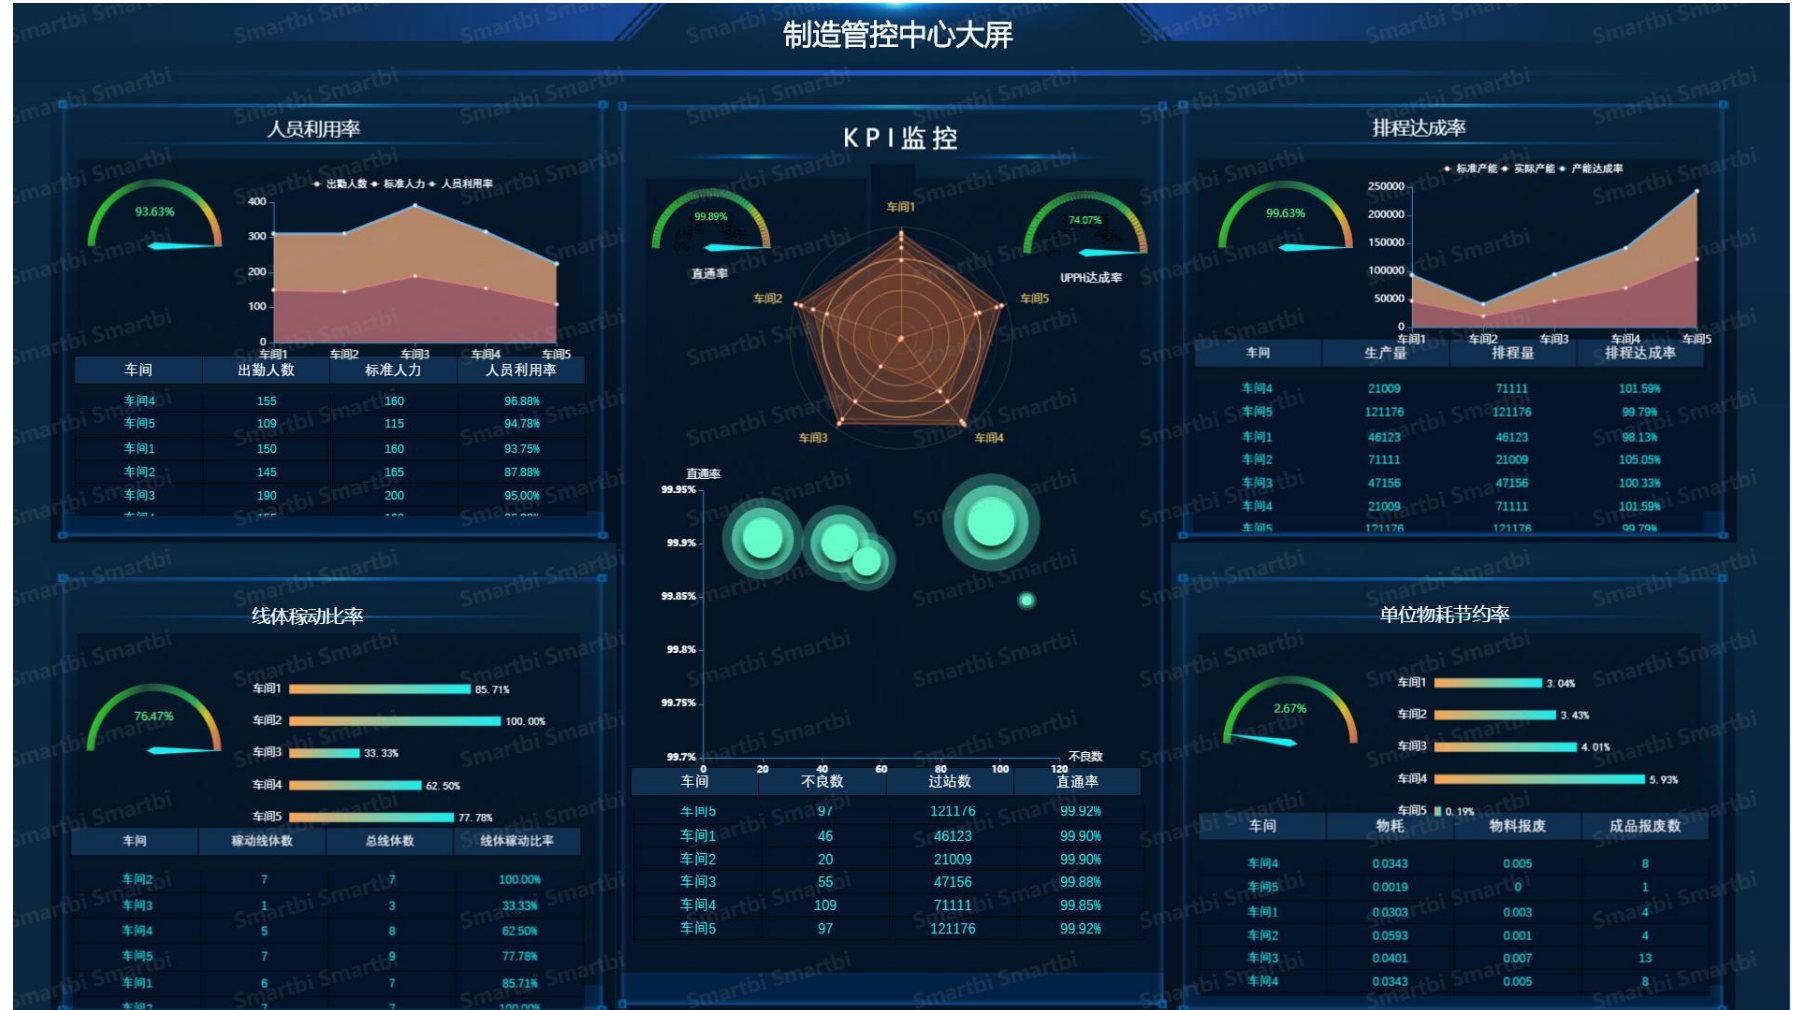 制造管控中心大屏
人员利用率
93.63%
出勤人数 标准人力 人员利用率
400
300
200
100
0
车间1 车间2 车间3 车间4 车间5
车间 出勤人数 标准人力 人员利用率
车间4 155 160 96.88%
车间5 109 115 94.78%
车间1 150 160 93.75%
车间2 145 165 87.88%
车间3 190 200 95.00%
线体稼动比率
76.47%
车间1 85.71%
车间2 100.00%
车间3 33.33%
车间4 62.50%
车间5 77.78%
车间 稼动线体数 总线体数 线体稼动比率
车间2 7 7 100.00%
车间3 1 3 33.33%
车间4 5 8 62.50%
车间5 7 9 77.78%
车间1 6 7 85.71%
车间2 7 7 100.00%
KPI监控
99.89%
直通率
74.07%
UPPH达成率
车间1
车间2
车间3
车间4
车间5
直通率
99.95%
99.9%
99.85%
99.8%
99.75%
99.7%
0 20 40 60 80 100 120
不良数
车间 不良数 过站数 直通率
车间5 97 121176 99.92%
车间1 46 46123 99.90%
车间2 20 21009 99.90%
车间3 55 47156 99.88%
车间4 109 71111 99.85%
车间5 97 121176 99.92%
排程达成率
99.63%
标准产能 实际产能 产能达成率
250000
200000
150000
100000
50000
0
车间1 车间2 车间3 车间4 车间5
车间 生产量 排程量 排程达成率
车间4 21009 71111 101.59%
车间5 121176 121176 99.79%
车间1 46123 46123 98.13%
车间2 71111 21009 105.05%
车间3 47156 47156 100.33%
车间4 21009 71111 101.59%
车间5 121176 121176 99.79%
单位物耗节约率
2.67%
车间1 3.04%
车间2 3.43%
车间3 4.01%
车间4 5.93%
车间5 0.19%
车间 物耗 物料报废 成品报废数
车间4 0.0343 0.005 8
车间5 0.0019 0 1
车间1 0.0303 0.003 4
车间2 0.0593 0.001 4
车间3 0.0401 0.007 13
车间4 0.0343 0.005 8
Smartbi